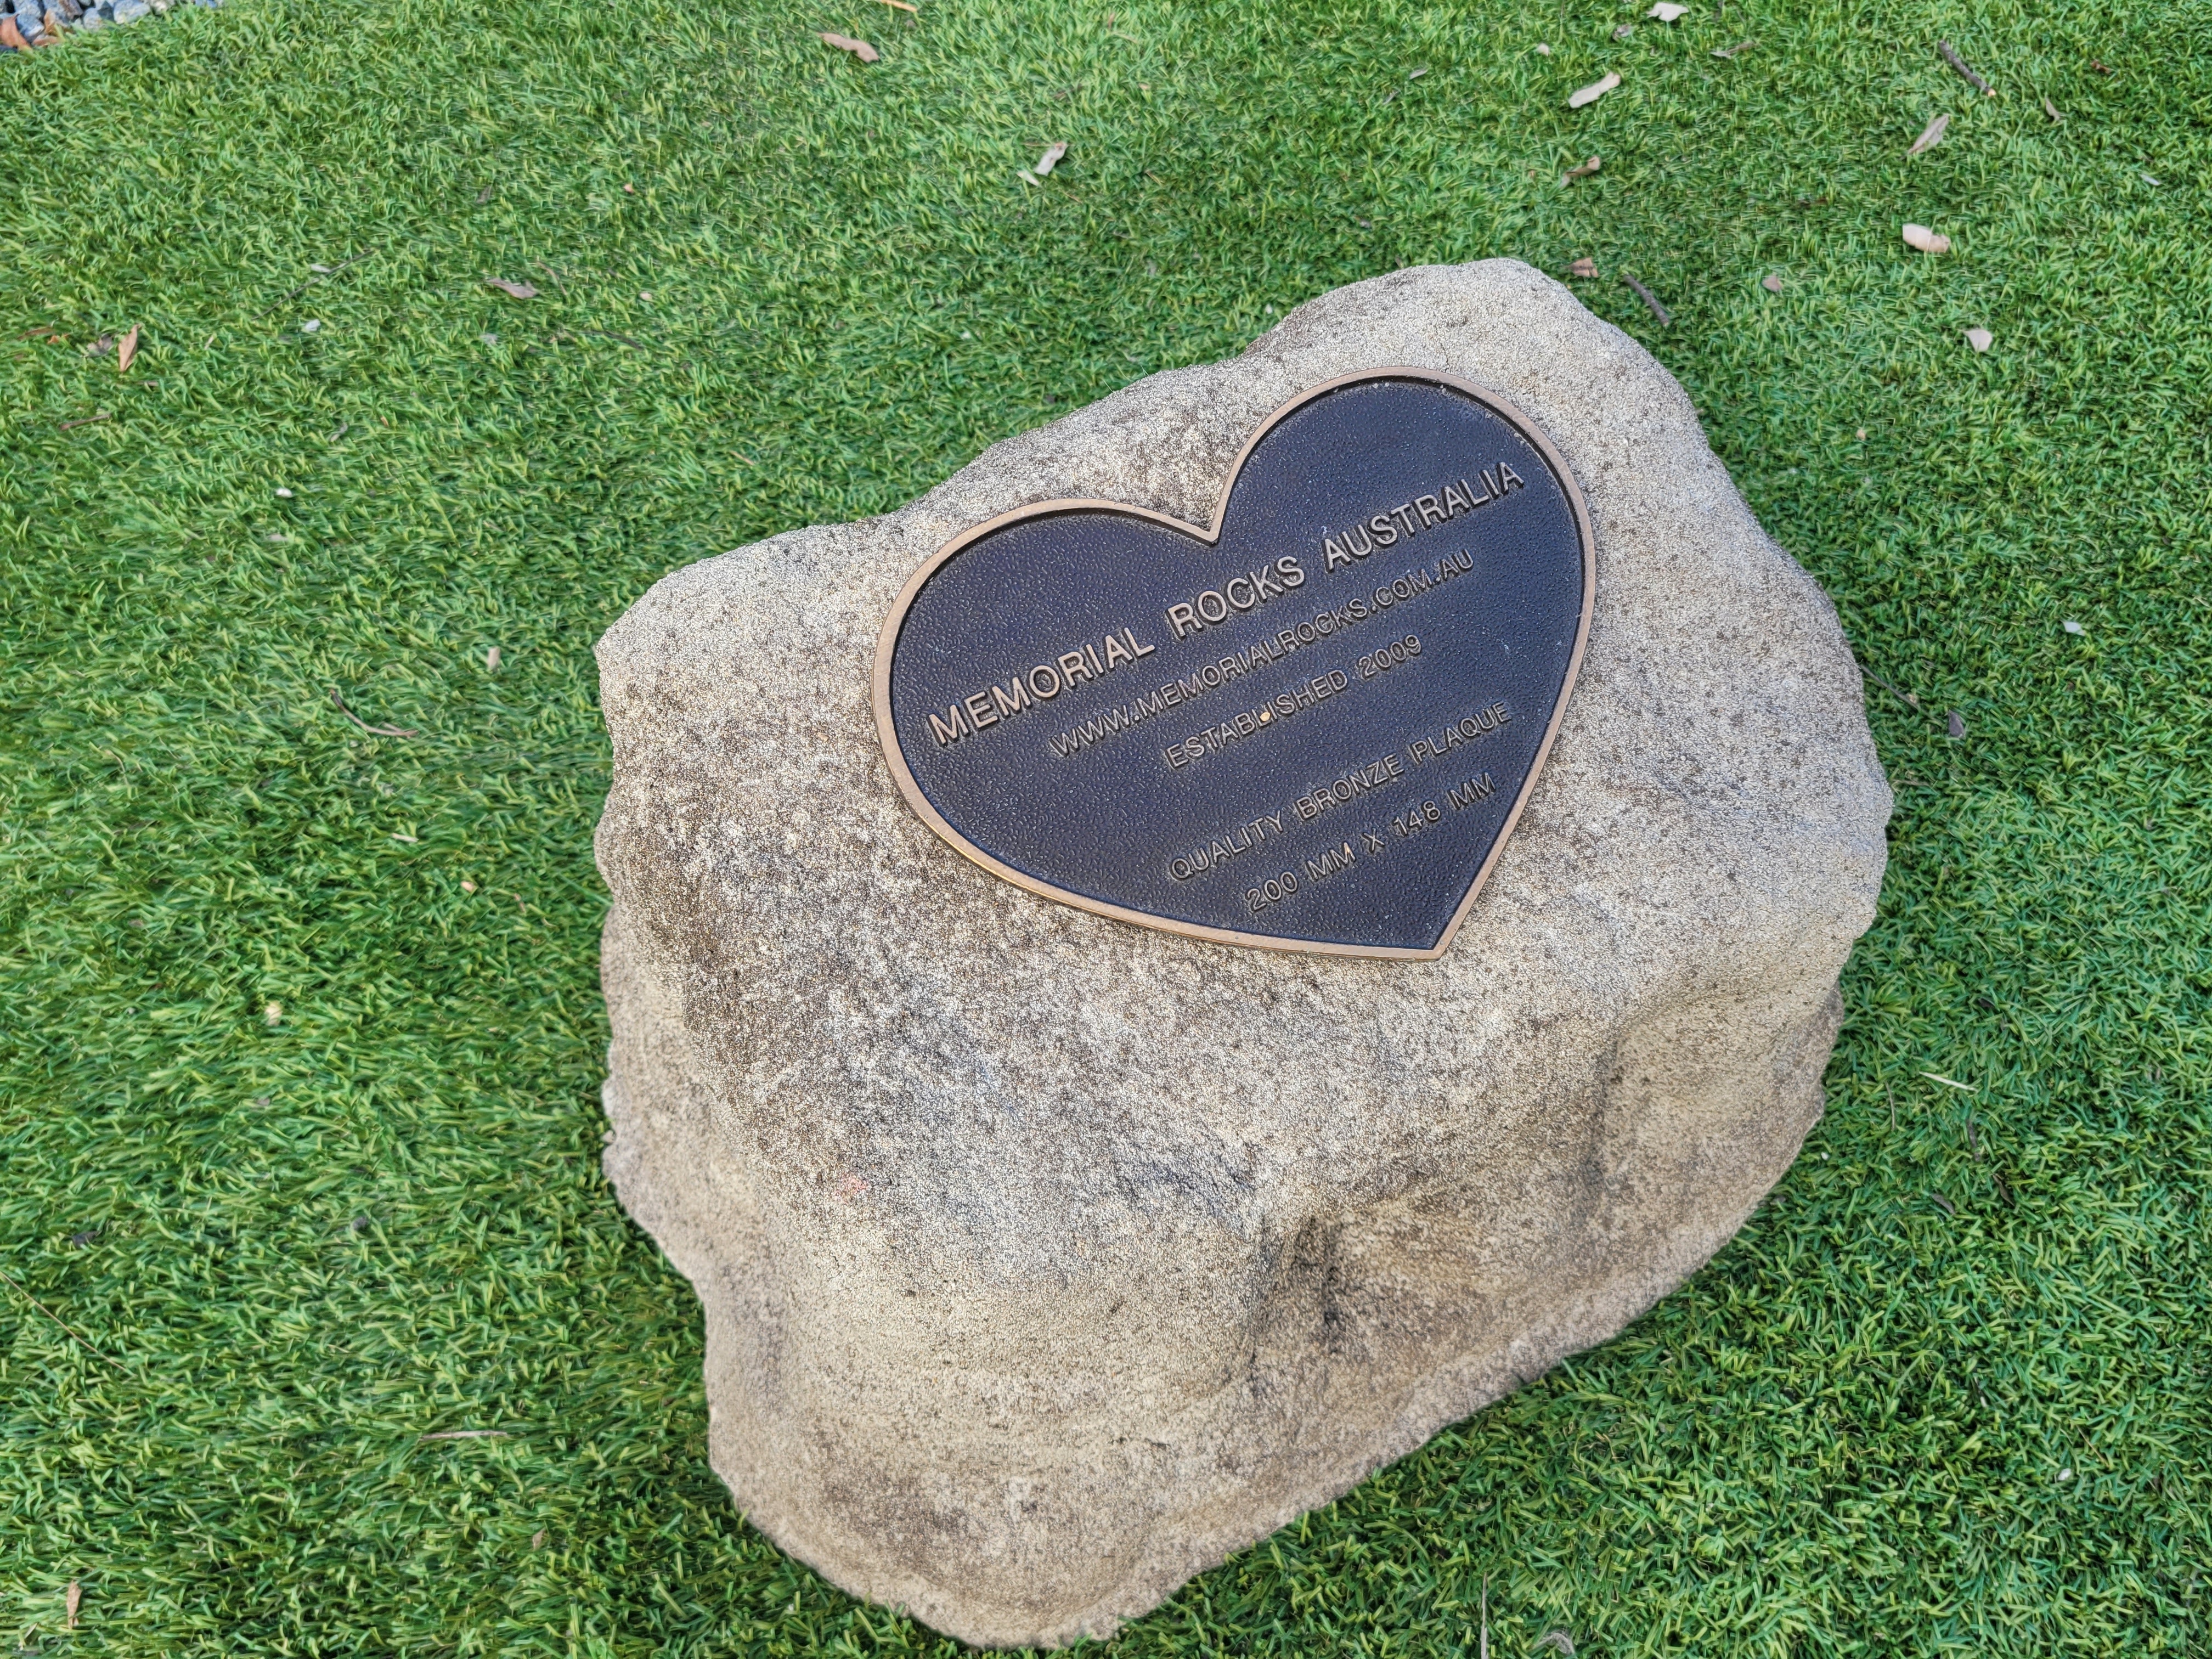 MEMORIAL ROCKS AUSTRALIA
WWW.MEMORIALROCKS.COM.AU
ESTABLISHED 2009
QUALITY BRONZE PLAQUE
200 MM X 148 MM